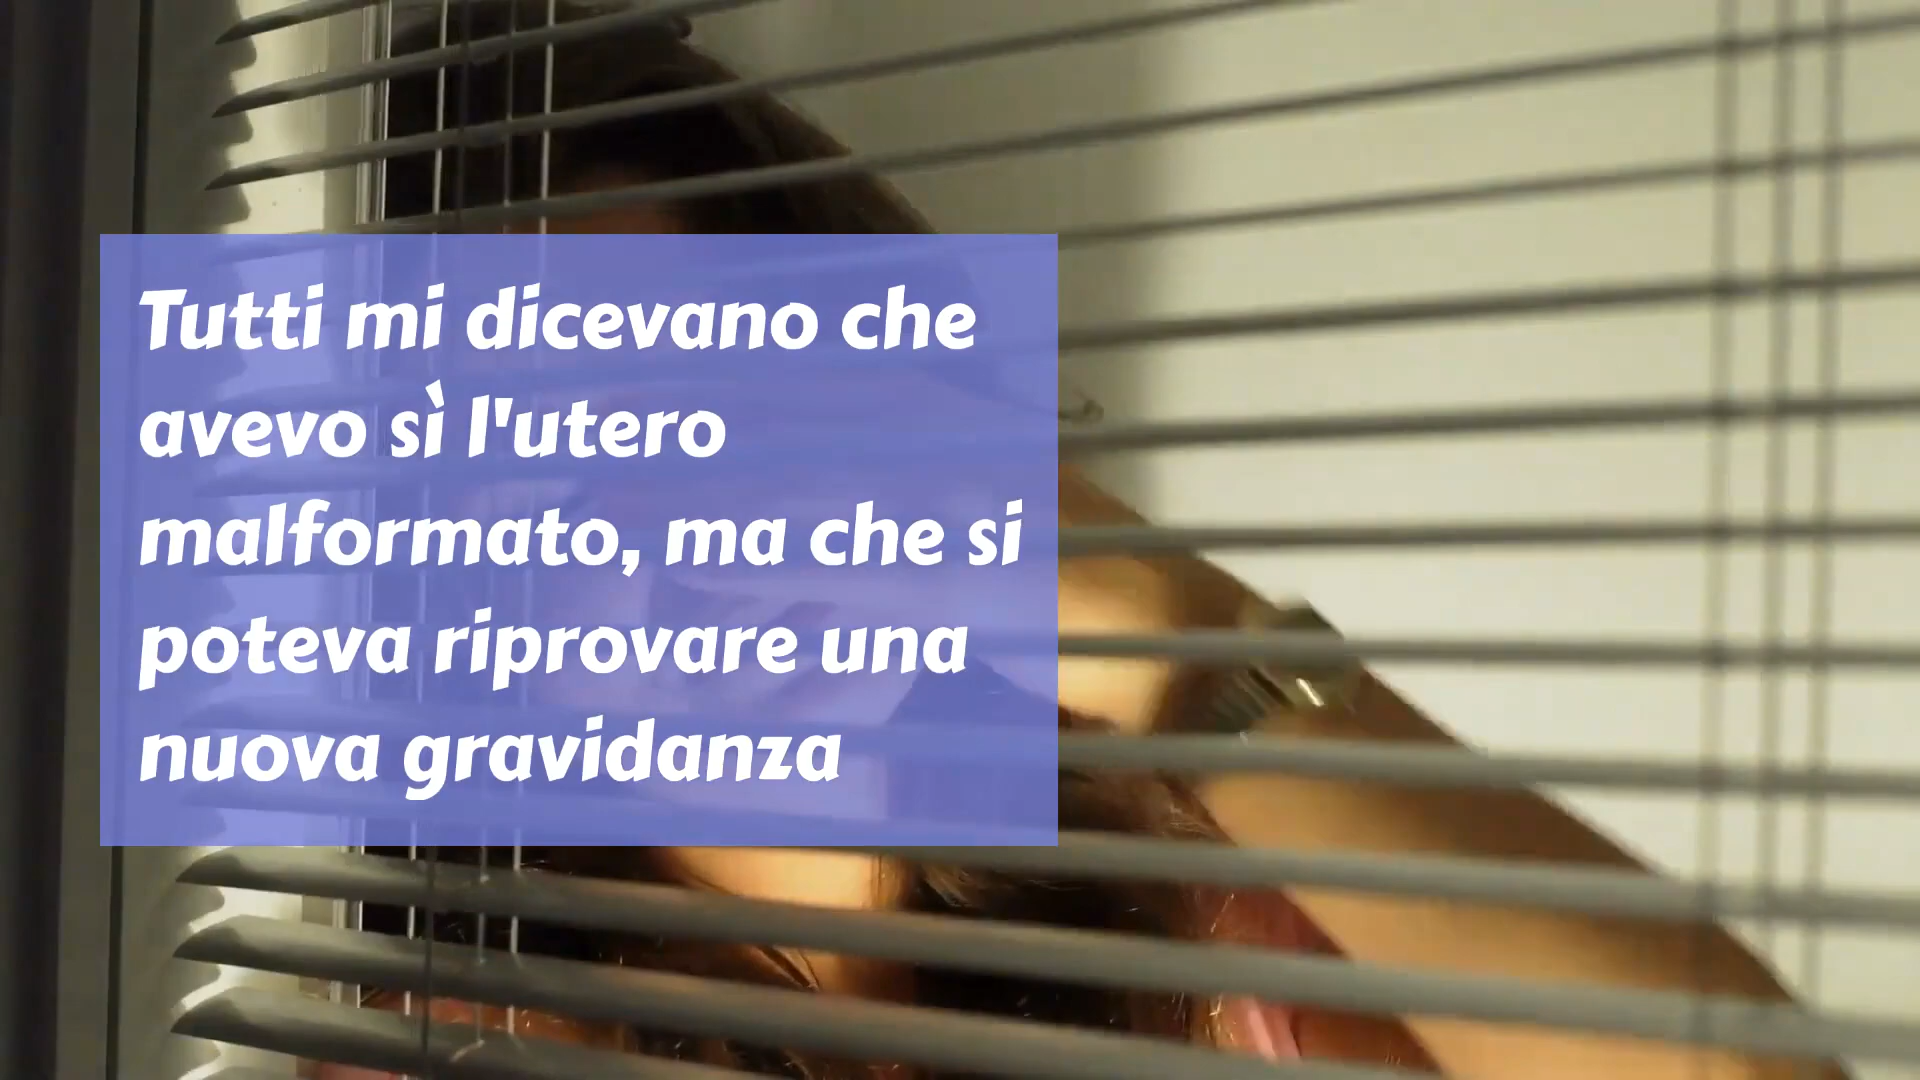 Tutti mi dicevano che
avevo sì l'utero
malformato, ma che si
poteva riprovare una
nuova gravidanza